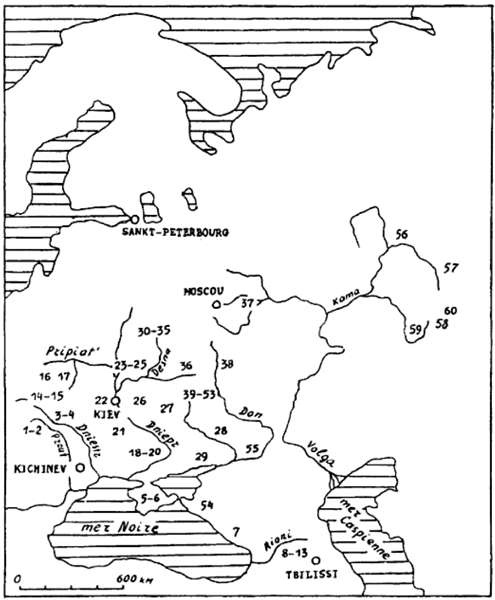 SANKT-PETERBOURG
56
57
Kama
MOSCOU
37
60
58
59
30-35
Pripiat'
23-25
Desna
36
38
16 17
14-15
22
26
39-53
KIEV
27
Don
3-4
1-2
Prout
Dniestr
21
Dniepr
28
18-20
55
Volga
KICHINEV
29
5-6
54
mer Noire
7
mer Caspienne
Rioni
8-13
TBILISSI
0 600 KM